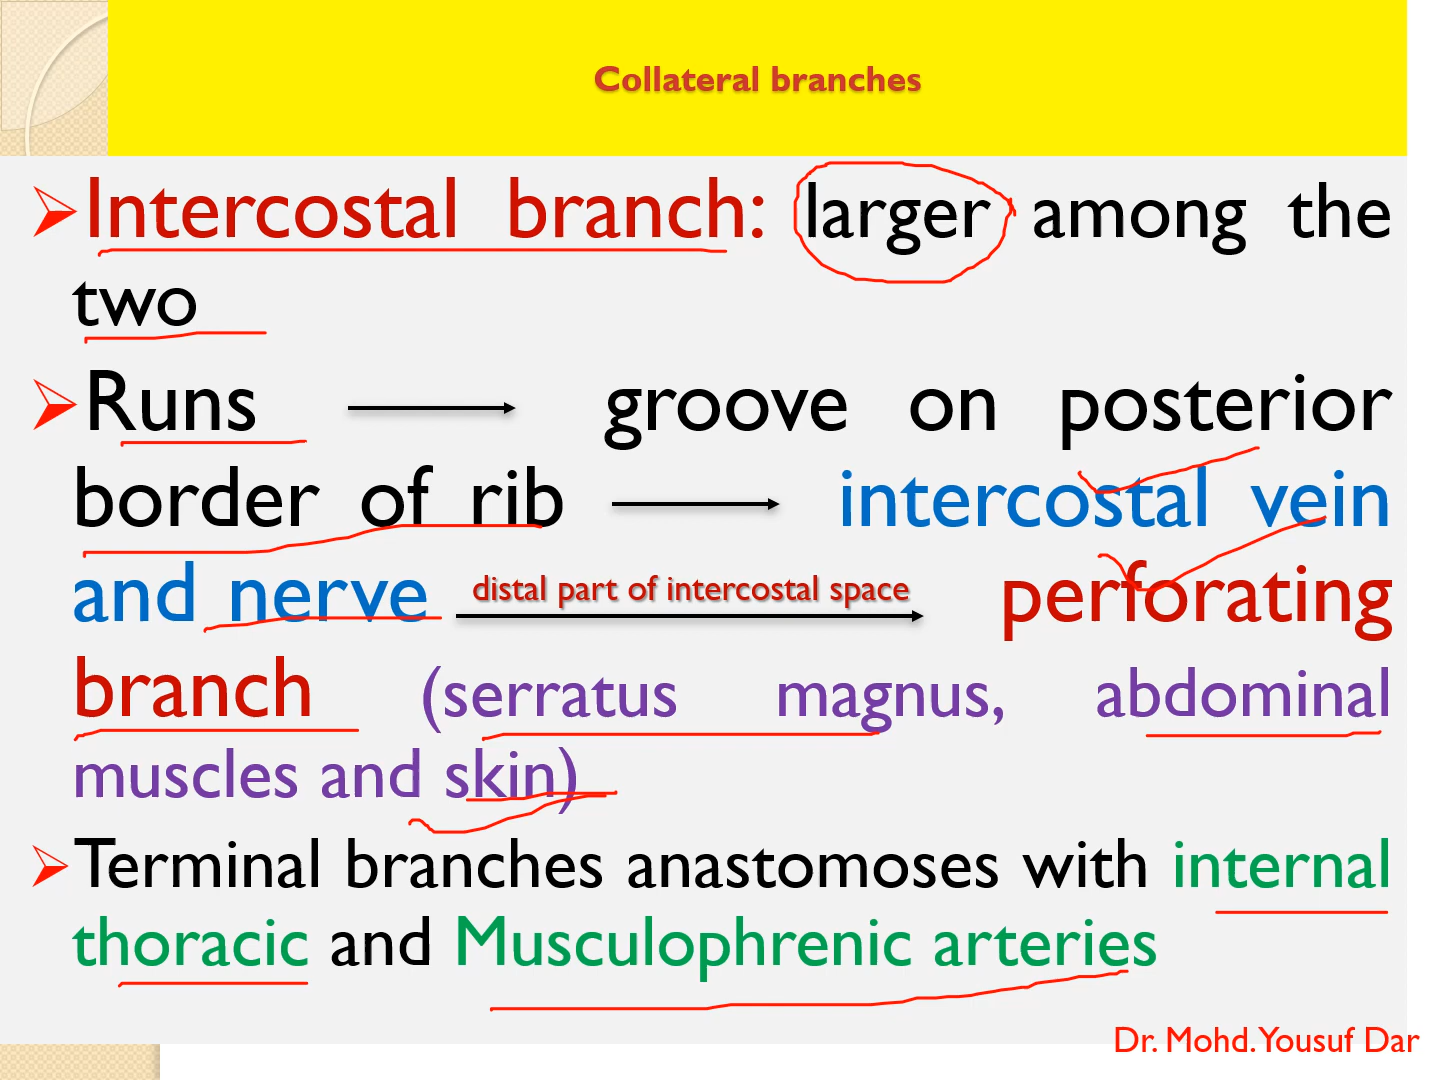 Collateral branches
Intercostal branch: larger among the
two
Runs groove on posterior
border of rib intercostal vein
and nerve distal part of intercostal space perforating
branch (serratus magnus, abdominal
muscles and skin)
Terminal branches anastomoses with internal
thoracic and Musculophrenic arteries
Dr. Mohd. Yousuf Dar